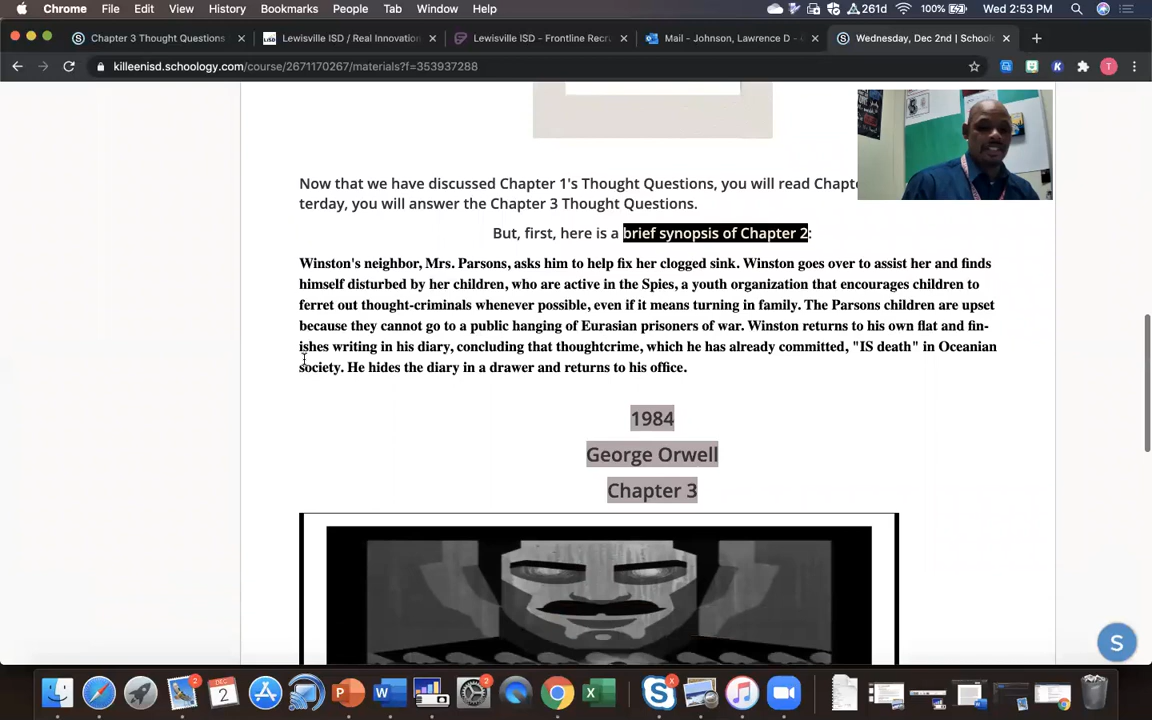 Chrome File Edit View History Bookmarks People Tab Window Help 261d 100% Wed 2:53 PM
Chapter 3 Thought Questions Lewisville ISD / Real Innovation Lewisville ISD - Frontline Recru Mail - Johnson, Lawrence D - Wednesday, Dec 2nd | Schoolo
killeenisd.schoology.com/course/2671170267/materials?f=353937288
Now that we have discussed Chapter 1's Thought Questions, you will read Chapte
terday, you will answer the Chapter 3 Thought Questions.
But, first, here is a brief synopsis of Chapter 2:
Winston's neighbor, Mrs. Parsons, asks him to help fix her clogged sink. Winston goes over to assist her and finds
himself disturbed by her children, who are active in the Spies, a youth organization that encourages children to
ferret out thought-criminals whenever possible, even if it means turning in family. The Parsons children are upset
because they cannot go to a public hanging of Eurasian prisoners of war. Winston returns to his own flat and fin-
ishes writing in his diary, concluding that thoughtcrime, which he has already committed, "IS death" in Oceanian
society. He hides the diary in a drawer and returns to his office.
1984
George Orwell
Chapter 3
S
DEC
2